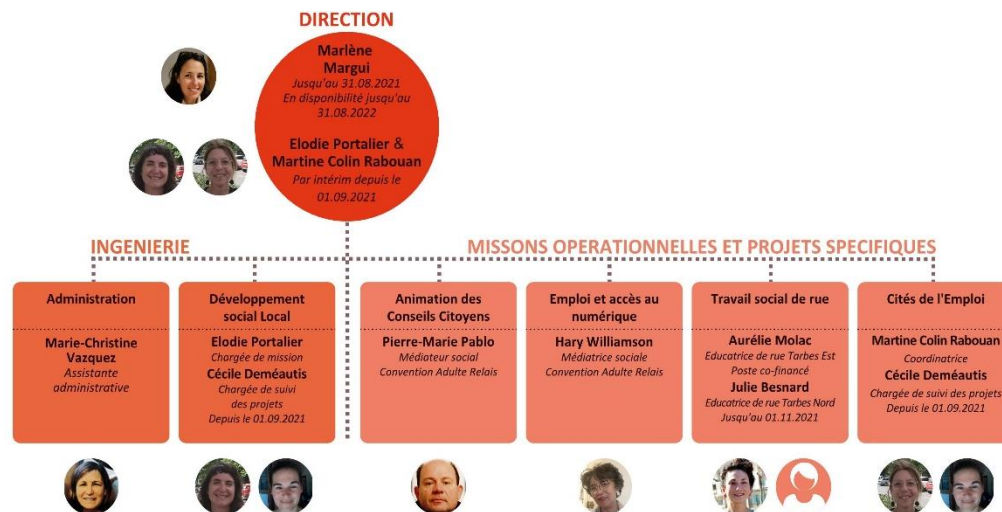 DIRECTION
Marlène
Margui
Jusqu'au 31.08.2021
En disponibilité jusqu'au
31.08.2022
Elodie Portalier &
Martine Colin Rabouan
Par intérim depuis le
01.09.2021
INGENIERIE
MISSONS OPERATIONNELLES ET PROJETS SPECIFIQUES
Administration
Marie-Christine
Vazquez
Assistante
administrative
Développement
social Local
Elodie Portalier
Chargée de mission
Cécile Deméautis
Chargée de suivi
des projets
Depuis le 01.09.2021
Animation des
Conseils Citoyens
Pierre-Marie Pablo
Médiateur social
Convention Adulte Relais
Emploi et accès au
numérique
Hary Williamson
Médiatrice sociale
Convention Adulte Relais
Travail social de rue
Aurélie Molac
Educatrice de rue Tarbes Est
Poste co-financé
Julie Besnard
Educatrice de rue Tarbes Nord
Jusqu'au 01.11.2021
Cités de l'Emploi
Martine Colin Rabouan
Coordinatrice
Cécile Deméautis
Chargée de suivi des projets
Depuis le 01.09.2021